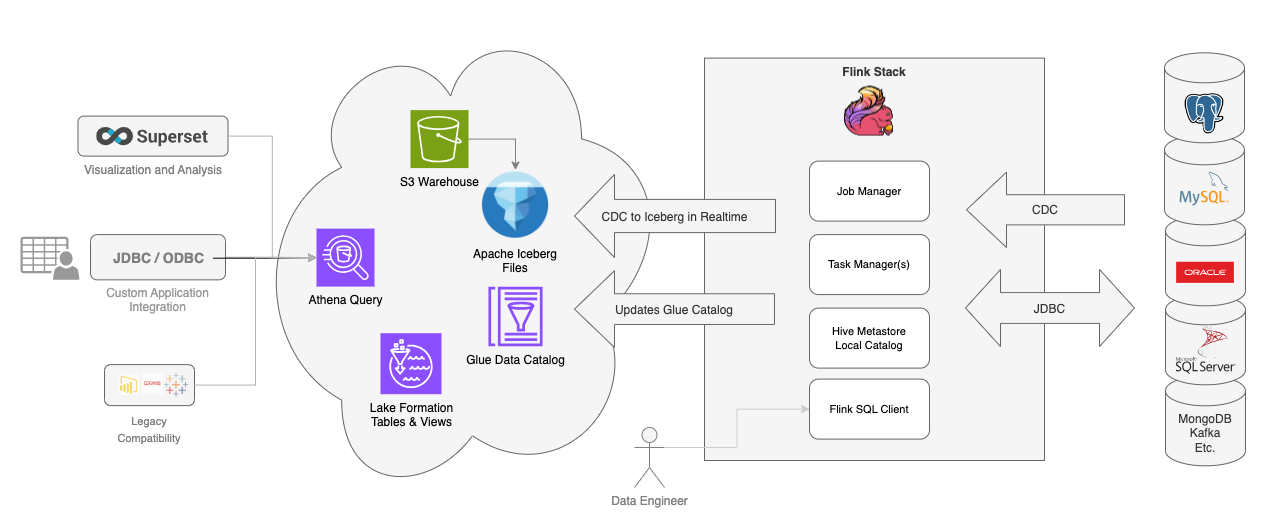 Superset
Visualization and Analysis
JDBC / ODBC
Custom Application
Integration
COGNOS
Legacy
Compatibility
S3 Warehouse
Apache Iceberg
Files
Athena Query
Glue Data Catalog
Lake Formation
Tables & Views
CDC to Iceberg in Realtime
Updates Glue Catalog
Flink Stack
Job Manager
Task Manager(s)
Hive Metastore
Local Catalog
Flink SQL Client
Data Engineer
CDC
JDBC
MySQL
ORACLE
Microsoft
SQL Server
MongoDB
Kafka
Etc.